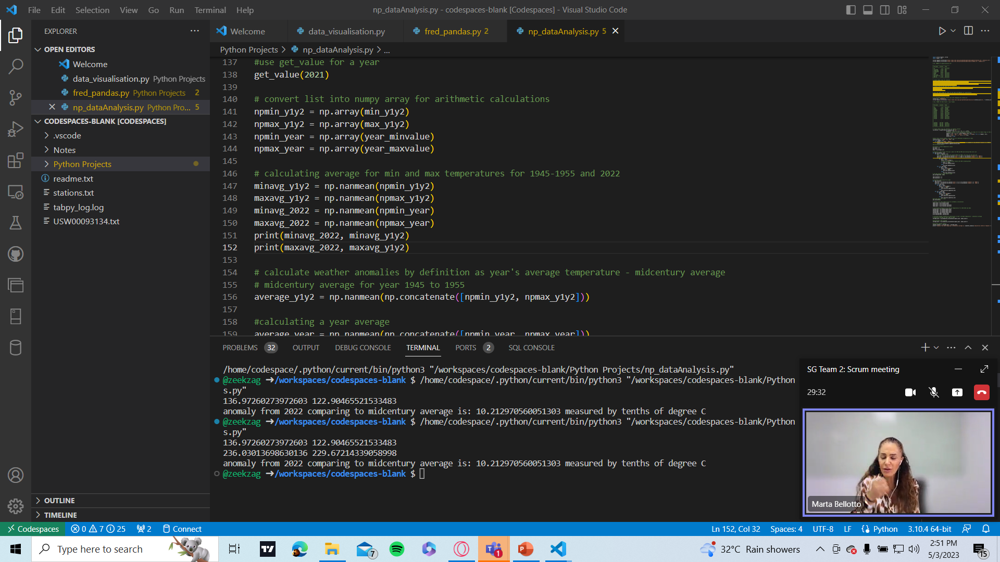 File Edit Selection View Go Run Terminal Help
np_dataAnalysis.py - codespaces-blank [Codespaces] - Visual Studio Code
EXPLORER
OPEN EDITORS
Welcome
data_visualisation.py Python Projects
fred_pandas.py Python Projects 2
np_dataAnalysis.py Python Pro... 5
CODESPACES-BLANK [CODESPACES]
.vscode
Notes
Python Projects
readme.txt
stations.txt
tabpy_log.log
USW00093134.txt
OUTLINE
TIMELINE
Welcome data_visualisation.py fred_pandas.py 2 np_dataAnalysis.py 5
Python Projects > np_dataAnalysis.py > ...
137 #use get_value for a year
138 get_value(2021)
139
140 # convert list into numpy array for arithmetic calculations
141 npmin_y1y2 = np.array(min_y1y2)
142 npmax_y1y2 = np.array(max_y1y2)
143 npmin_year = np.array(year_minvalue)
144 npmax_year = np.array(year_maxvalue)
145
146 # calculating average for min and max temperatures for 1945-1955 and 2022
147 minavg_y1y2 = np.nanmean(npmin_y1y2)
148 maxavg_y1y2 = np.nanmean(npmax_y1y2)
149 minavg_2022 = np.nanmean(npmin_year)
150 maxavg_2022 = np.nanmean(npmax_year)
151 print(minavg_2022, minavg_y1y2)
152 print(maxavg_2022, maxavg_y1y2)
153
154 # calculate weather anomalies by definition as year's average temperature - midcentury average
155 # midcentury average for year 1945 to 1955
156 average_y1y2 = np.nanmean(np.concatenate([npmin_y1y2, npmax_y1y2]))
157
158 #calculating a year average
159 average_year = np.nanmean(np.concatenate([npmin_year, npmax_year]))
PROBLEMS 32 OUTPUT DEBUG CONSOLE TERMINAL PORTS 2 SQL CONSOLE
/home/codespace/.python/current/bin/python3 "/workspaces/codespaces-blank/Python Projects/np_dataAnalysis.py"
@zeekzag ➜/workspaces/codespaces-blank $ /home/codespace/.python/current/bin/python3 "/workspaces/codespaces-blank/Python
s.py"
136.97260273972603 122.90465521533483
anomaly from 2022 comparing to midcentury average is: 10.212970560051303 measured by tenths of degree C
@zeekzag ➜/workspaces/codespaces-blank $ /home/codespace/.python/current/bin/python3 "/workspaces/codespaces-blank/Python
s.py"
136.97260273972603 122.90465521533483
236.03013698630136 229.67214339058998
anomaly from 2022 comparing to midcentury average is: 10.212970560051303 measured by tenths of degree C
@zeekzag ➜/workspaces/codespaces-blank $
SG Team 2: Scrum meeting
29:32
Marta Bellotto
Codespaces 0 7 25 2 Connect
Ln 152, Col 32 Spaces: 4 UTF-8 LF Python 3.10.4 64-bit
Type here to search
7
1
32°C Rain showers
2:51 PM
5/3/2023
15